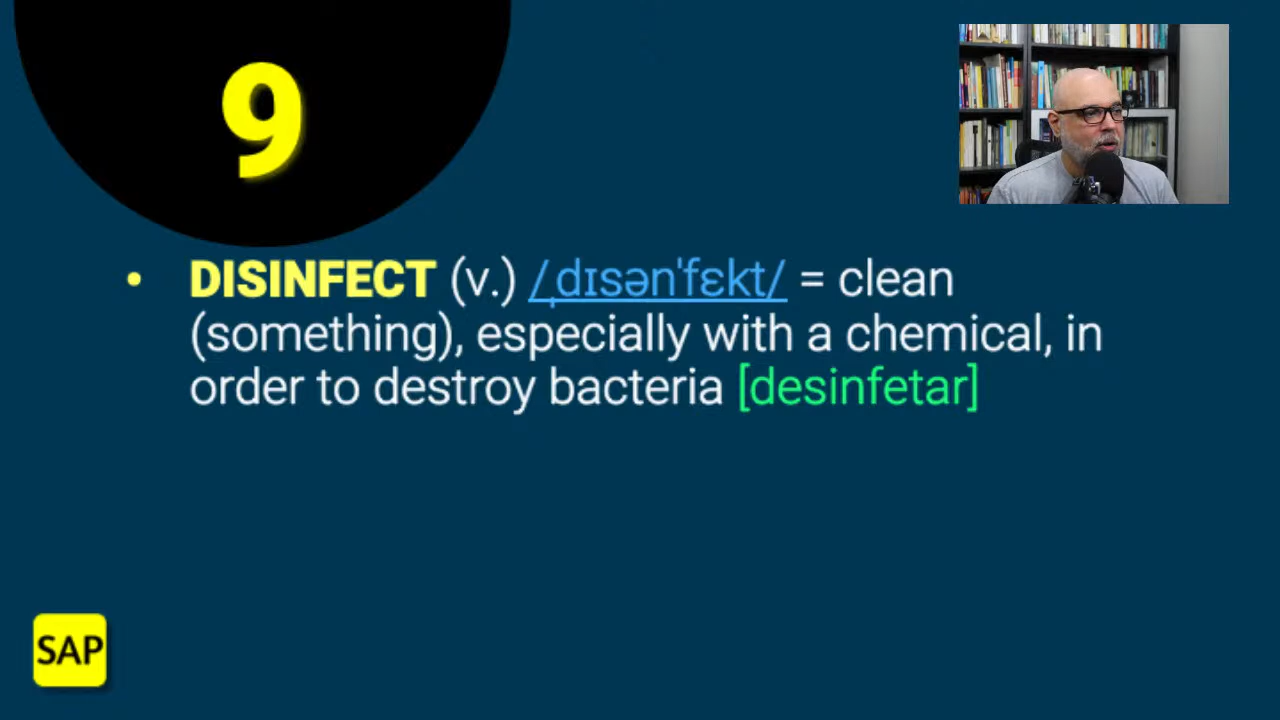 9
• DISINFECT (v.) /ˌdɪsənˈfɛkt/ = clean
(something), especially with a chemical, in
order to destroy bacteria [desinfetar]
SAP